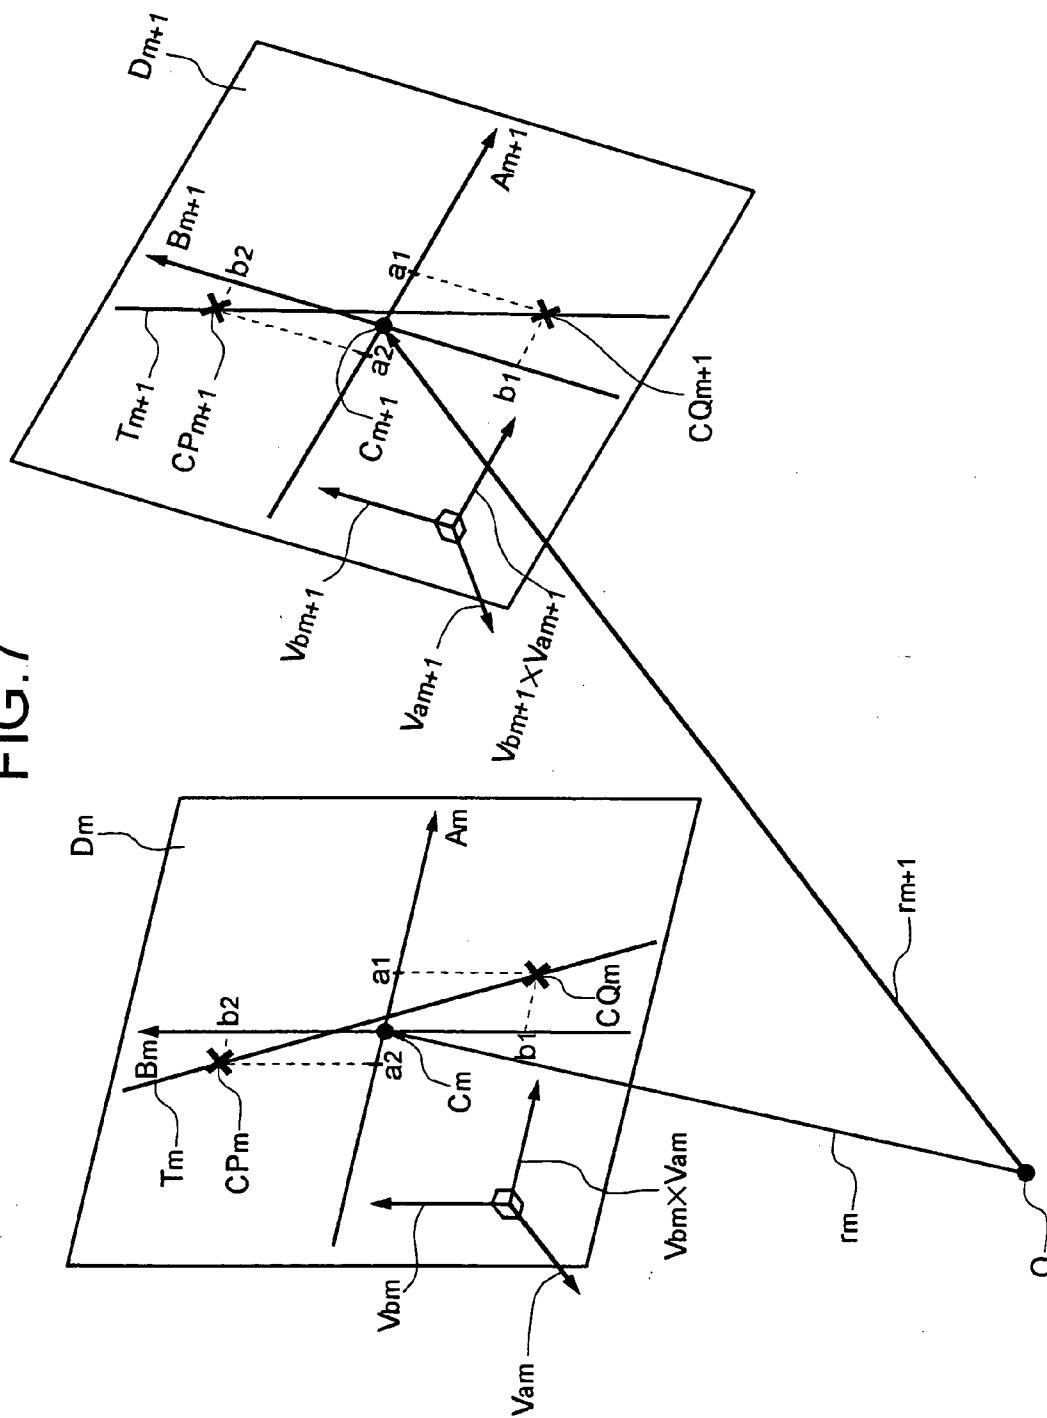 FIG.7
Dm+1
Bm+1
b2
Am+1
a1
Tm+1
CPm+1
a2
Cm+1
b1
CQm+1
Vbm+1
Vam+1
Vbm+1×Vam+1
Dm
Am
Bm
b2
a1
Tm
CPm
a2
Cm
b1
CQm
Vbm
Vam
Vbm×Vam
rm
rm+1
O